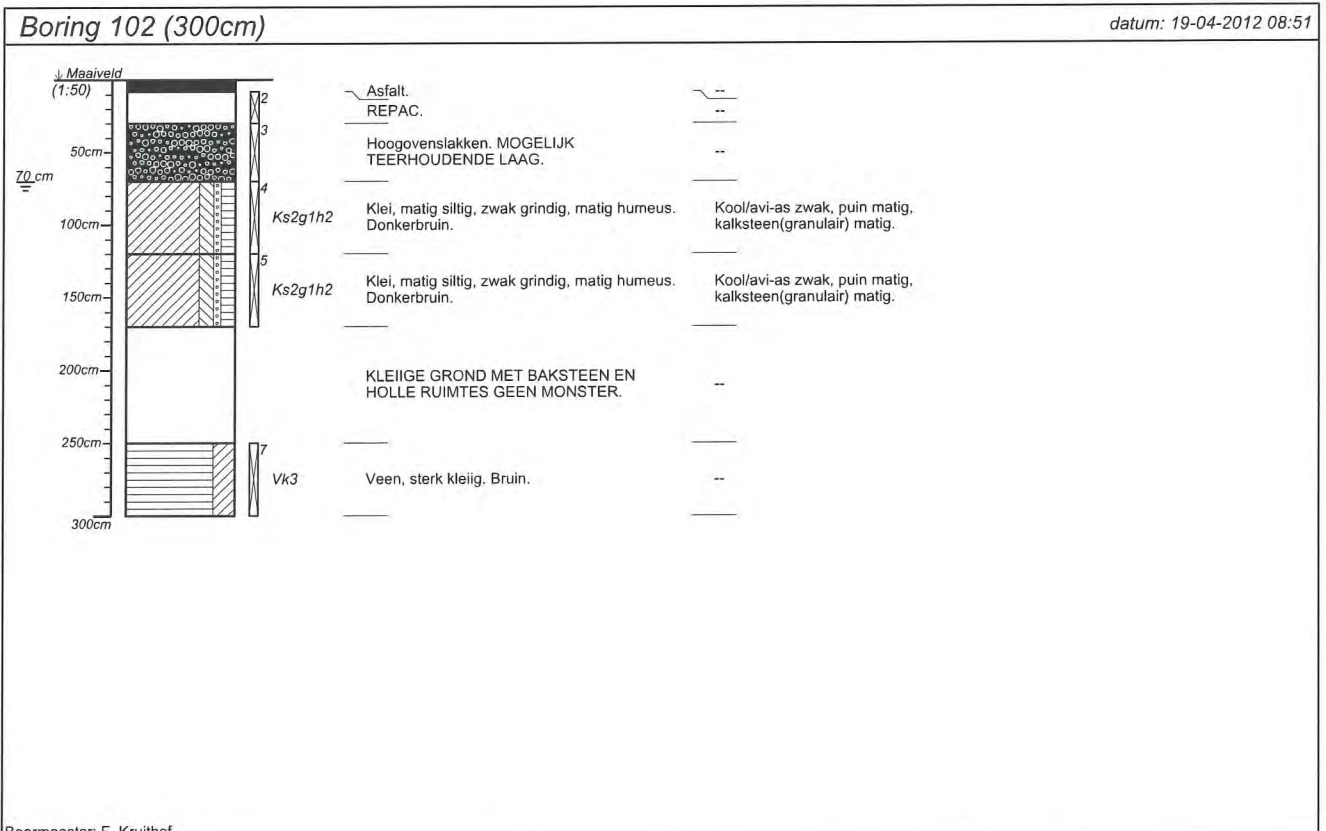 Boring 102 (300cm)
datum: 19-04-2012 08:51
Maaiveld
(1:50)
2
Asfalt.
--
REPAC.
--
3
Hoogovenslakken. MOGELIJK
TEERHOUDENDE LAAG.
--
50cm
70 cm
4
Ks2g1h2
Klei, matig siltig, zwak grindig, matig humeus.
Donkerbruin.
Kool/avi-as zwak, puin matig,
kalksteen(granulair) matig.
100cm
5
Ks2g1h2
Klei, matig siltig, zwak grindig, matig humeus.
Donkerbruin.
Kool/avi-as zwak, puin matig,
kalksteen(granulair) matig.
150cm
200cm
KLEIIGE GROND MET BAKSTEEN EN
HOLLE RUIMTES GEEN MONSTER.
--
250cm
7
Vk3
Veen, sterk kleiig. Bruin.
--
300cm
Boormeester: F. Kruithof